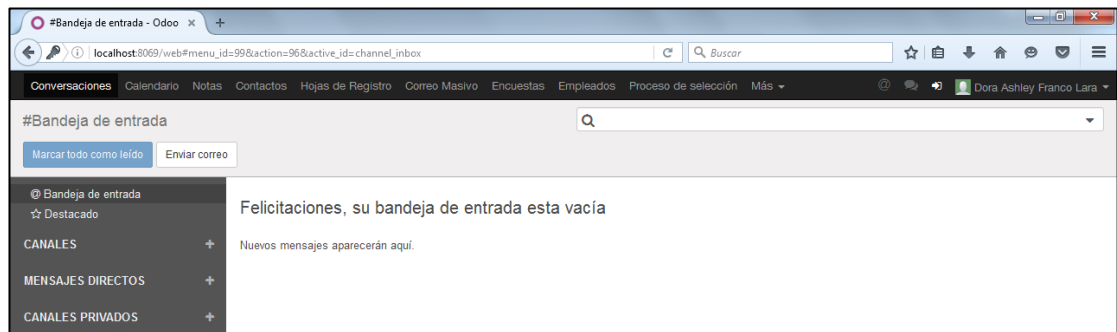 #Bandeja de entrada - Odoo
localhost:8069/web#menu_id=99&action=96&active_id=channel_inbox
Buscar
Conversaciones Calendario Notas Contactos Hojas de Registro Correo Masivo Encuestas Empleados Proceso de selección Más Dora Ashley Franco Lara
#Bandeja de entrada
Marcar todo como leído Enviar correo
@ Bandeja de entrada
Destacado
CANALES +
MENSAJES DIRECTOS +
CANALES PRIVADOS +
Felicitaciones, su bandeja de entrada esta vacía
Nuevos mensajes aparecerán aquí.